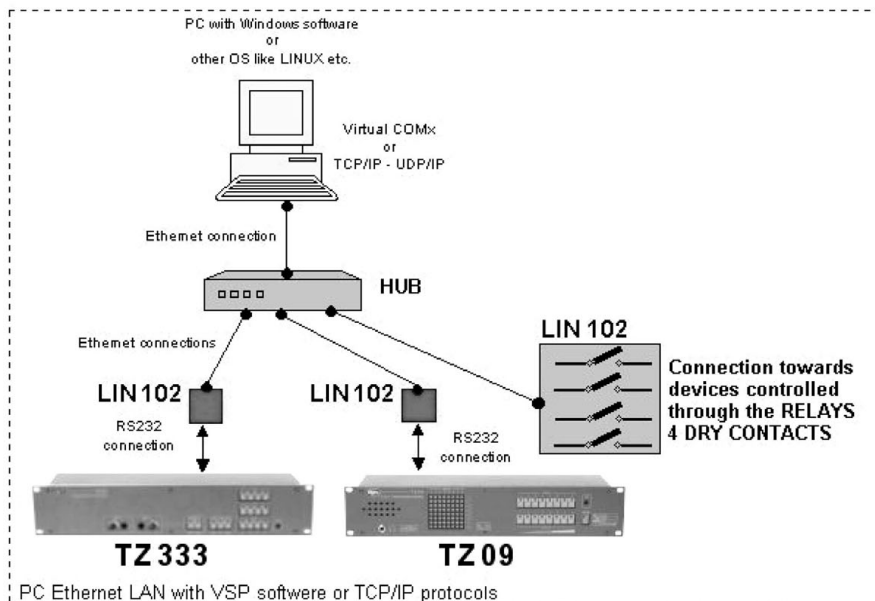 PC with Windows software
or
other OS like LINUX etc.
Virtual COMx
or
TCP/IP - UDP/IP
Ethernet connection
HUB
Ethernet connections
LIN 102
LIN 102
LIN 102
Connection towards
devices controlled
through the RELAYS
4 DRY CONTACTS
RS232
connection
RS232
connection
TZ 333
TZ 09
PC Ethernet LAN with VSP softwere or TCP/IP protocols